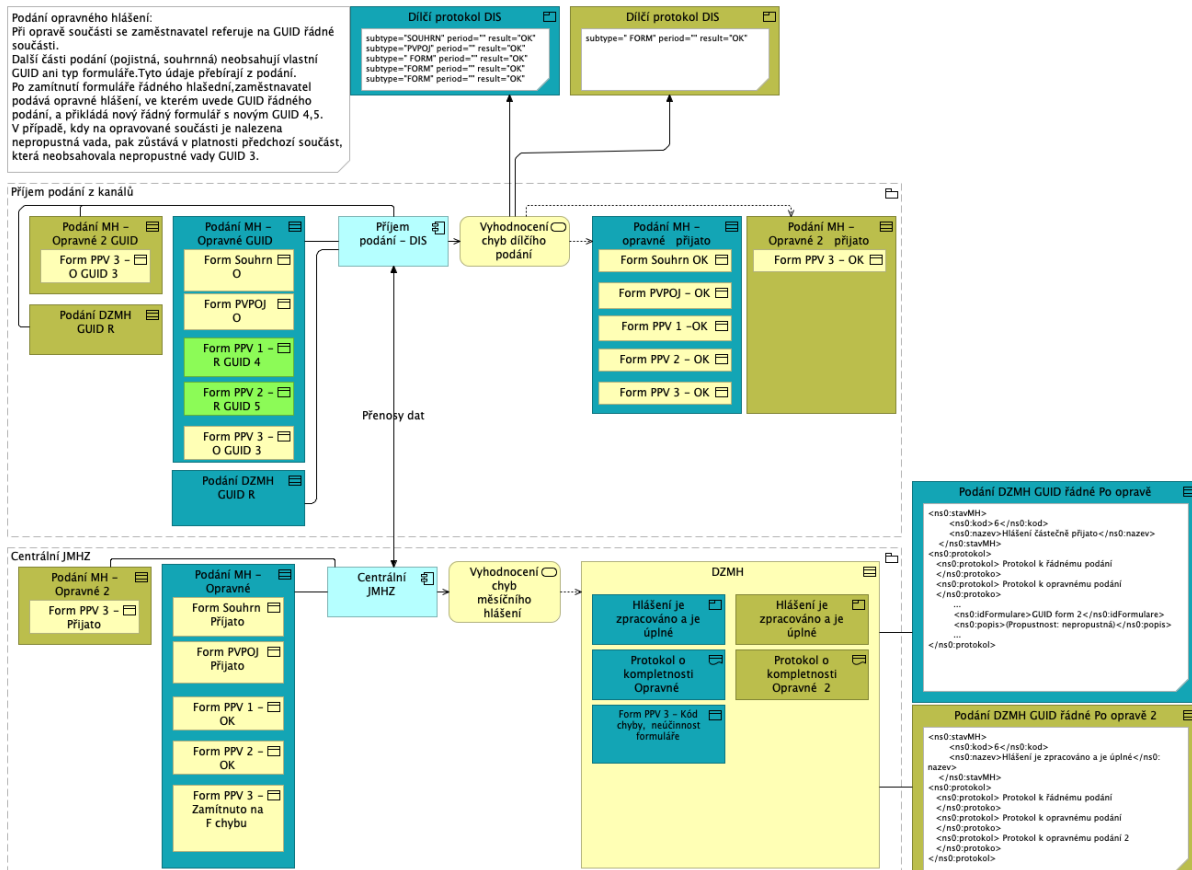 Podání opravného hlášení:
Při opravě součásti se zaměstnavatel referuje na GUID řádné
součásti.
Další části podání (pojistná, souhrnná) neobsahují vlastní
GUID ani typ formuláře.Tyto údaje přebírají z podání.
Po zamítnutí formuláře řádného hlašední,zaměstnavatel
podává opravné hlášení, ve kterém uvede GUID řádného
podání, a přikládá nový řádný formulář s novým GUID 4,5.
V případě, kdy na opravované součásti je nalezena
nepropustná vada, pak zůstává v platnosti předchozí součást,
která neobsahovala nepropustné vady GUID 3.
Dílčí protokol DIS
subtype="SOUHRN" period="" result="OK"
subtype="PVPOJ" period="" result="OK"
subtype=" FORM" period="" result="OK"
subtype="FORM" period="" result="OK"
subtype="FORM" period="" result="OK"
Dílčí protokol DIS
subtype=" FORM" period="" result="OK"
Příjem podání z kanálů
Podání MH –
Opravné 2 GUID
Form PPV 3 –
O GUID 3
Podání DZMH
GUID R
Podání MH –
Opravné GUID
Form Souhrn
O
Form PVPOJ
O
Form PPV 1 –
R GUID 4
Form PPV 2 –
R GUID 5
Form PPV 3 –
O GUID 3
Podání DZMH
GUID R
Příjem
podání – DIS
Vyhodnocení
chyb dílčího
podání
Podání MH –
opravné přijato
Form Souhrn OK
Form PVPOJ – OK
Form PPV 1 –OK
Form PPV 2 – OK
Form PPV 3 – OK
Podání MH –
Opravné 2 přijato
Form PPV 3 – OK
Přenosy dat
Centrální JMHZ
Podání MH –
Opravné 2
Form PPV 3 –
Přijato
Podání MH –
Opravné
Form Souhrn
Příjato
Form PVPOJ
Přijato
Form PPV 1 –
OK
Form PPV 2 –
OK
Form PPV 3 –
Zamítnuto na
F chybu
Centrální
JMHZ
Vyhodnocení
chyb
měsíčního
hlášení
DZMH
Hlášení je
zpracováno a je
úplné
Hlášení je
zpracováno a je
úplné
Protokol o
kompletnosti
Opravné
Protokol o
kompletnosti
Opravné 2
Form PPV 3 – Kód
chyby, neúčinnost
formuláře
Podání DZMH GUID řádné Po opravě
<ns0:stavMH>
<ns0:kod>6</ns0:kod>
<ns0:nazev>Hlášení částečně přijato</ns0:nazev>
</ns0:stavMH>
<ns0:protokol>
<ns0:protokol> Protokol k řádnému podání
</ns0:protoko>
<ns0:protokol> Protokol k opravnému podání
</ns0:protoko>
...
<ns0:idFormulare>GUID form 2</ns0:idFormulare>
<ns0:popis>(Propustnost: nepropustná)</ns0:popis>
...
</ns0:protokol>
Podání DZMH GUID řádné Po opravě 2
<ns0:stavMH>
<ns0:kod>6</ns0:kod>
<ns0:nazev>Hlášení je zpracováno a je úplné</ns0:
nazev>
</ns0:stavMH>
<ns0:protokol>
<ns0:protokol> Protokol k řádnému podání
</ns0:protoko>
<ns0:protokol> Protokol k opravnému podání
</ns0:protoko>
<ns0:protokol> Protokol k opravnému podání 2
</ns0:protoko>
</ns0:protokol>